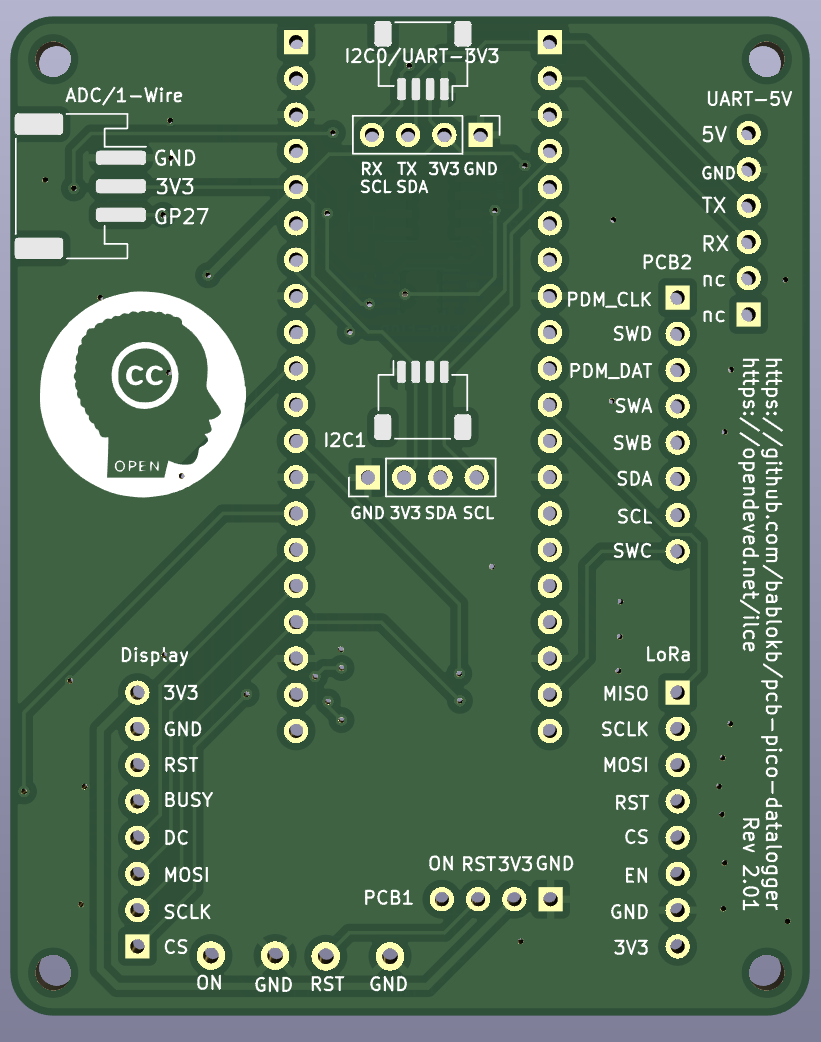 I2C0/UART-3V3
ADC/1-Wire
UART-5V
GND
3V3
GP27
RX TX 3V3 GND
SCL SDA
5V
GND
TX
RX
nc
nc
PCB2
PDM_CLK
SWD
PDM_DAT
SWA
SWB
SDA
SCL
SWC
CC
OPEN
I2C1
GND 3V3 SDA SCL
https://github.com/bablokb/pcb-pico-datalogger
https://opendeved.net/ilce Rev 2.01
Display
3V3
GND
RST
BUSY
DC
MOSI
SCLK
CS
LoRa
MISO
SCLK
MOSI
RST
CS
EN
GND
3V3
ON RST 3V3 GND
PCB1
ON GND RST GND